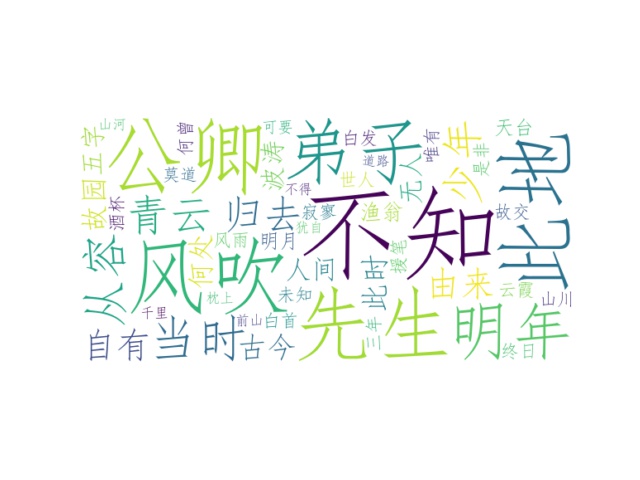 山河
何曾
可要
白发
天台
公卿
弟子
五字
波涛
道路
唯有
是非
莫道
世人
无人
少年
此地
故园
酒杯
不得
青云
归去
寂寥
渔翁
不知
故交
从容
风雨
明月
犹自
援笔
何处
风吹
人间
此时
由来
云霞
枕上
未知
山川
千里
前山
白首
先生
明年
自有
当时
古今
三年
终日